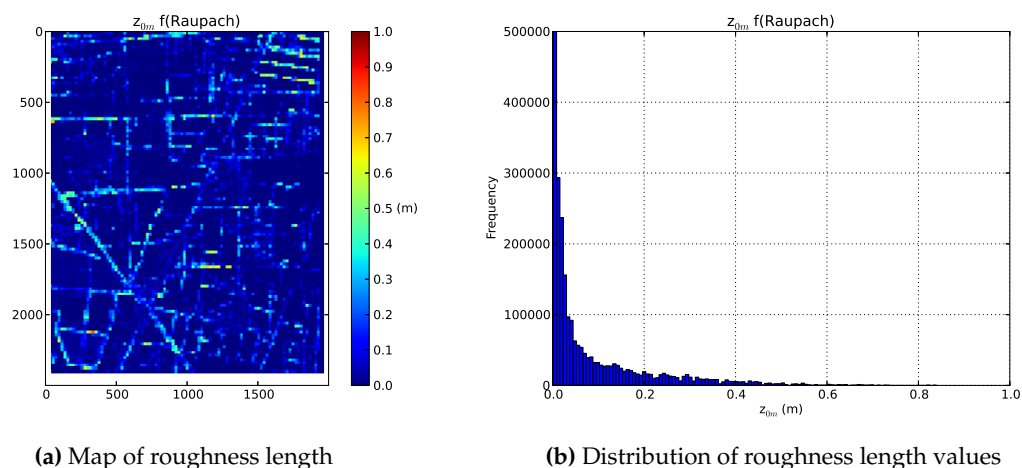 z0m f(Raupach)
0
500
1000
1500
2000
0 500 1000 1500
1.0
0.9
0.8
0.7
0.6
0.5 (m)
0.4
0.3
0.2
0.1
0.0
(a) Map of roughness length
z0m f(Raupach)
500000
400000
300000
200000
100000
0
Frequency
0.0 0.2 0.4 0.6 0.8 1.0
z0m (m)
(b) Distribution of roughness length values